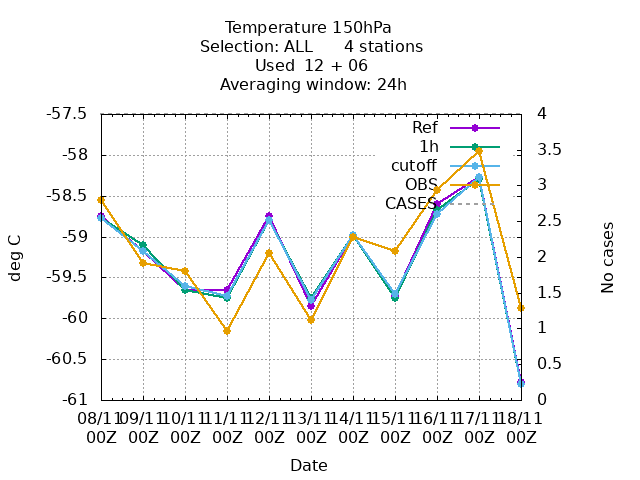 Temperature 150hPa
Selection: ALL      4 stations
Used  12 + 06
Averaging window: 24h
-57.5
-58
-58.5
-59
-59.5
-60
-60.5
-61
4
3.5
3
2.5
2
1.5
1
0.5
0
Ref
1h
cutoff
OBS
CASES
deg C
No cases
08/11 09/11 10/11 11/11 12/11 13/11 14/11 15/11 16/11 17/11 18/11
00Z 00Z 00Z 00Z 00Z 00Z 00Z 00Z 00Z 00Z 00Z
Date